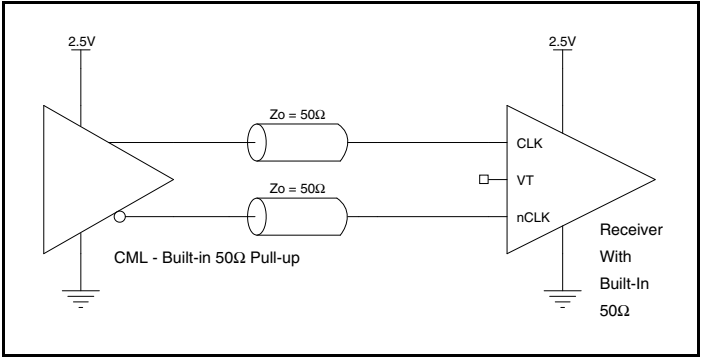 2.5V
2.5V
Zo = 50Ω
CLK
VT
Zo = 50Ω
nCLK
Receiver
With
Built-In
50Ω
CML - Built-in 50Ω Pull-up